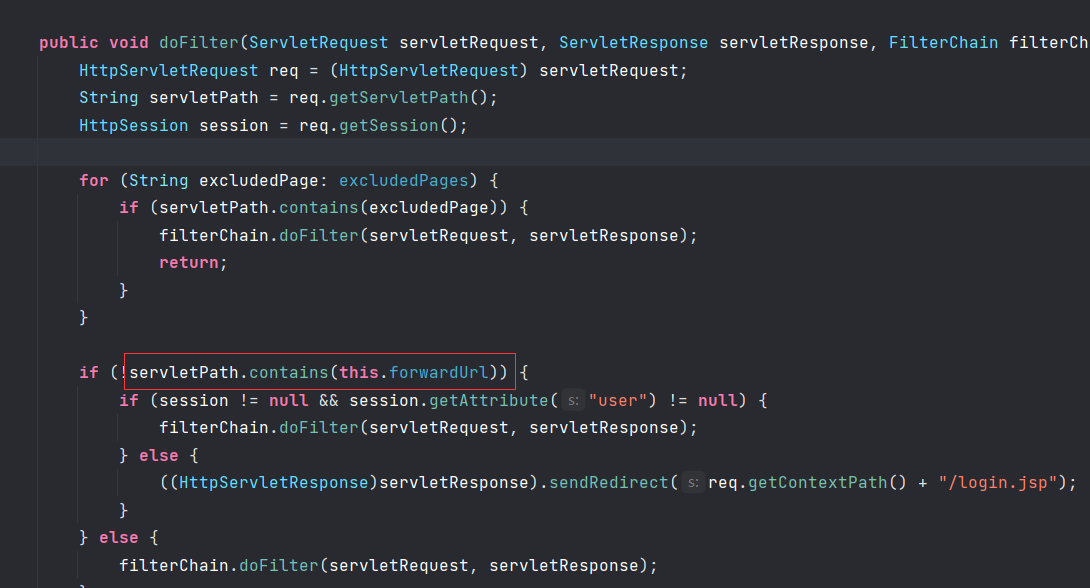 public void doFilter(ServletRequest servletRequest, ServletResponse servletResponse, FilterChain filterCh
HttpServletRequest req = (HttpServletRequest) servletRequest;
String servletPath = req.getServletPath();
HttpSession session = req.getSession();
for (String excludedPage: excludedPages) {
if (servletPath.contains(excludedPage)) {
filterChain.doFilter(servletRequest, servletResponse);
return;
}
}
if (!servletPath.contains(this.forwardUrl)) {
if (session != null && session.getAttribute( s: "user") != null) {
filterChain.doFilter(servletRequest, servletResponse);
} else {
((HttpServletResponse)servletResponse).sendRedirect( s: req.getContextPath() + "/login.jsp");
}
} else {
filterChain.doFilter(servletRequest, servletResponse);
}